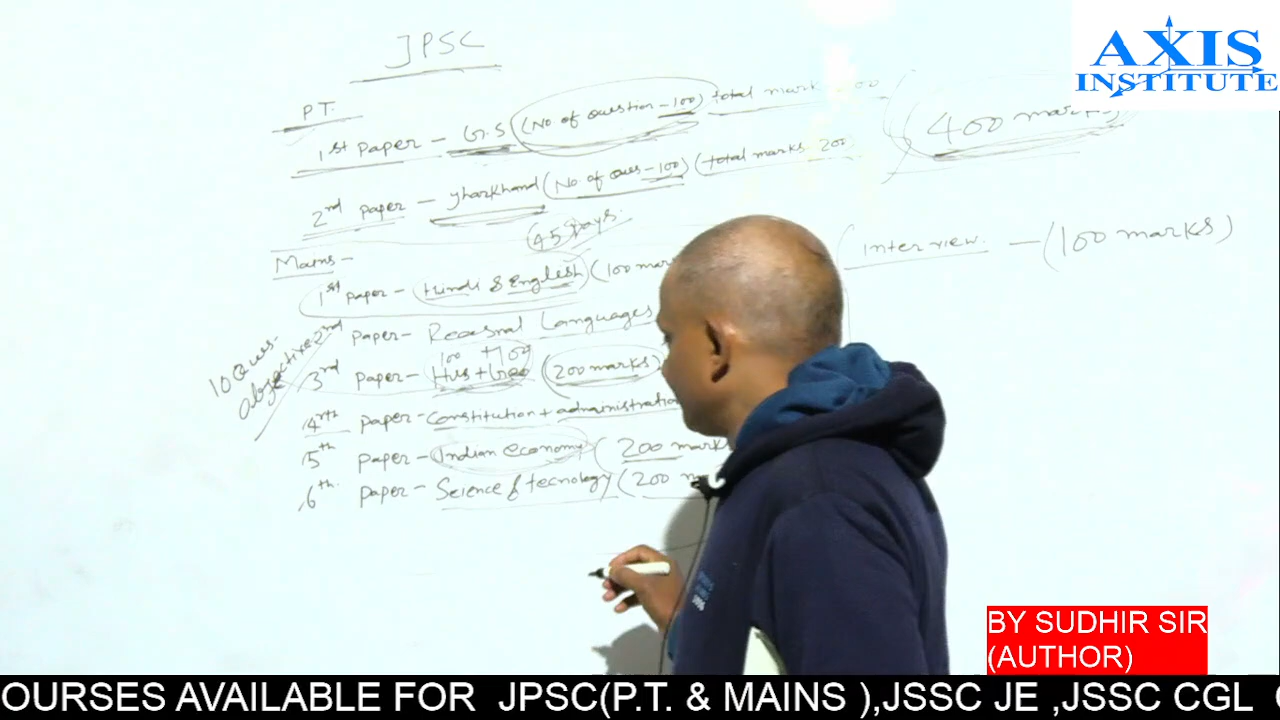 JPSC
AXIS
INSTITUTE
P.T.
1st Paper - G.S (No of question - 100) total mark
400 marks
2nd Paper - Jharkhand (No of ques - 100) (total marks 200
45 Days.
Interview. - (100 marks)
Mains -
1st Paper - Hindi & English (100 mar
2nd Paper - Reasnal Languages
100 + 100
3rd Paper - His + Geo (200 marks)
10 Ques.
objective
4rth Paper - Constitution + administration
5th Paper - Indian economy (200 marks
6th. Paper - Science & tecnology (200 m
BY SUDHIR SIR
(AUTHOR)
OURSES AVAILABLE FOR JPSC(P.T. & MAINS ),JSSC JE ,JSSC CGL